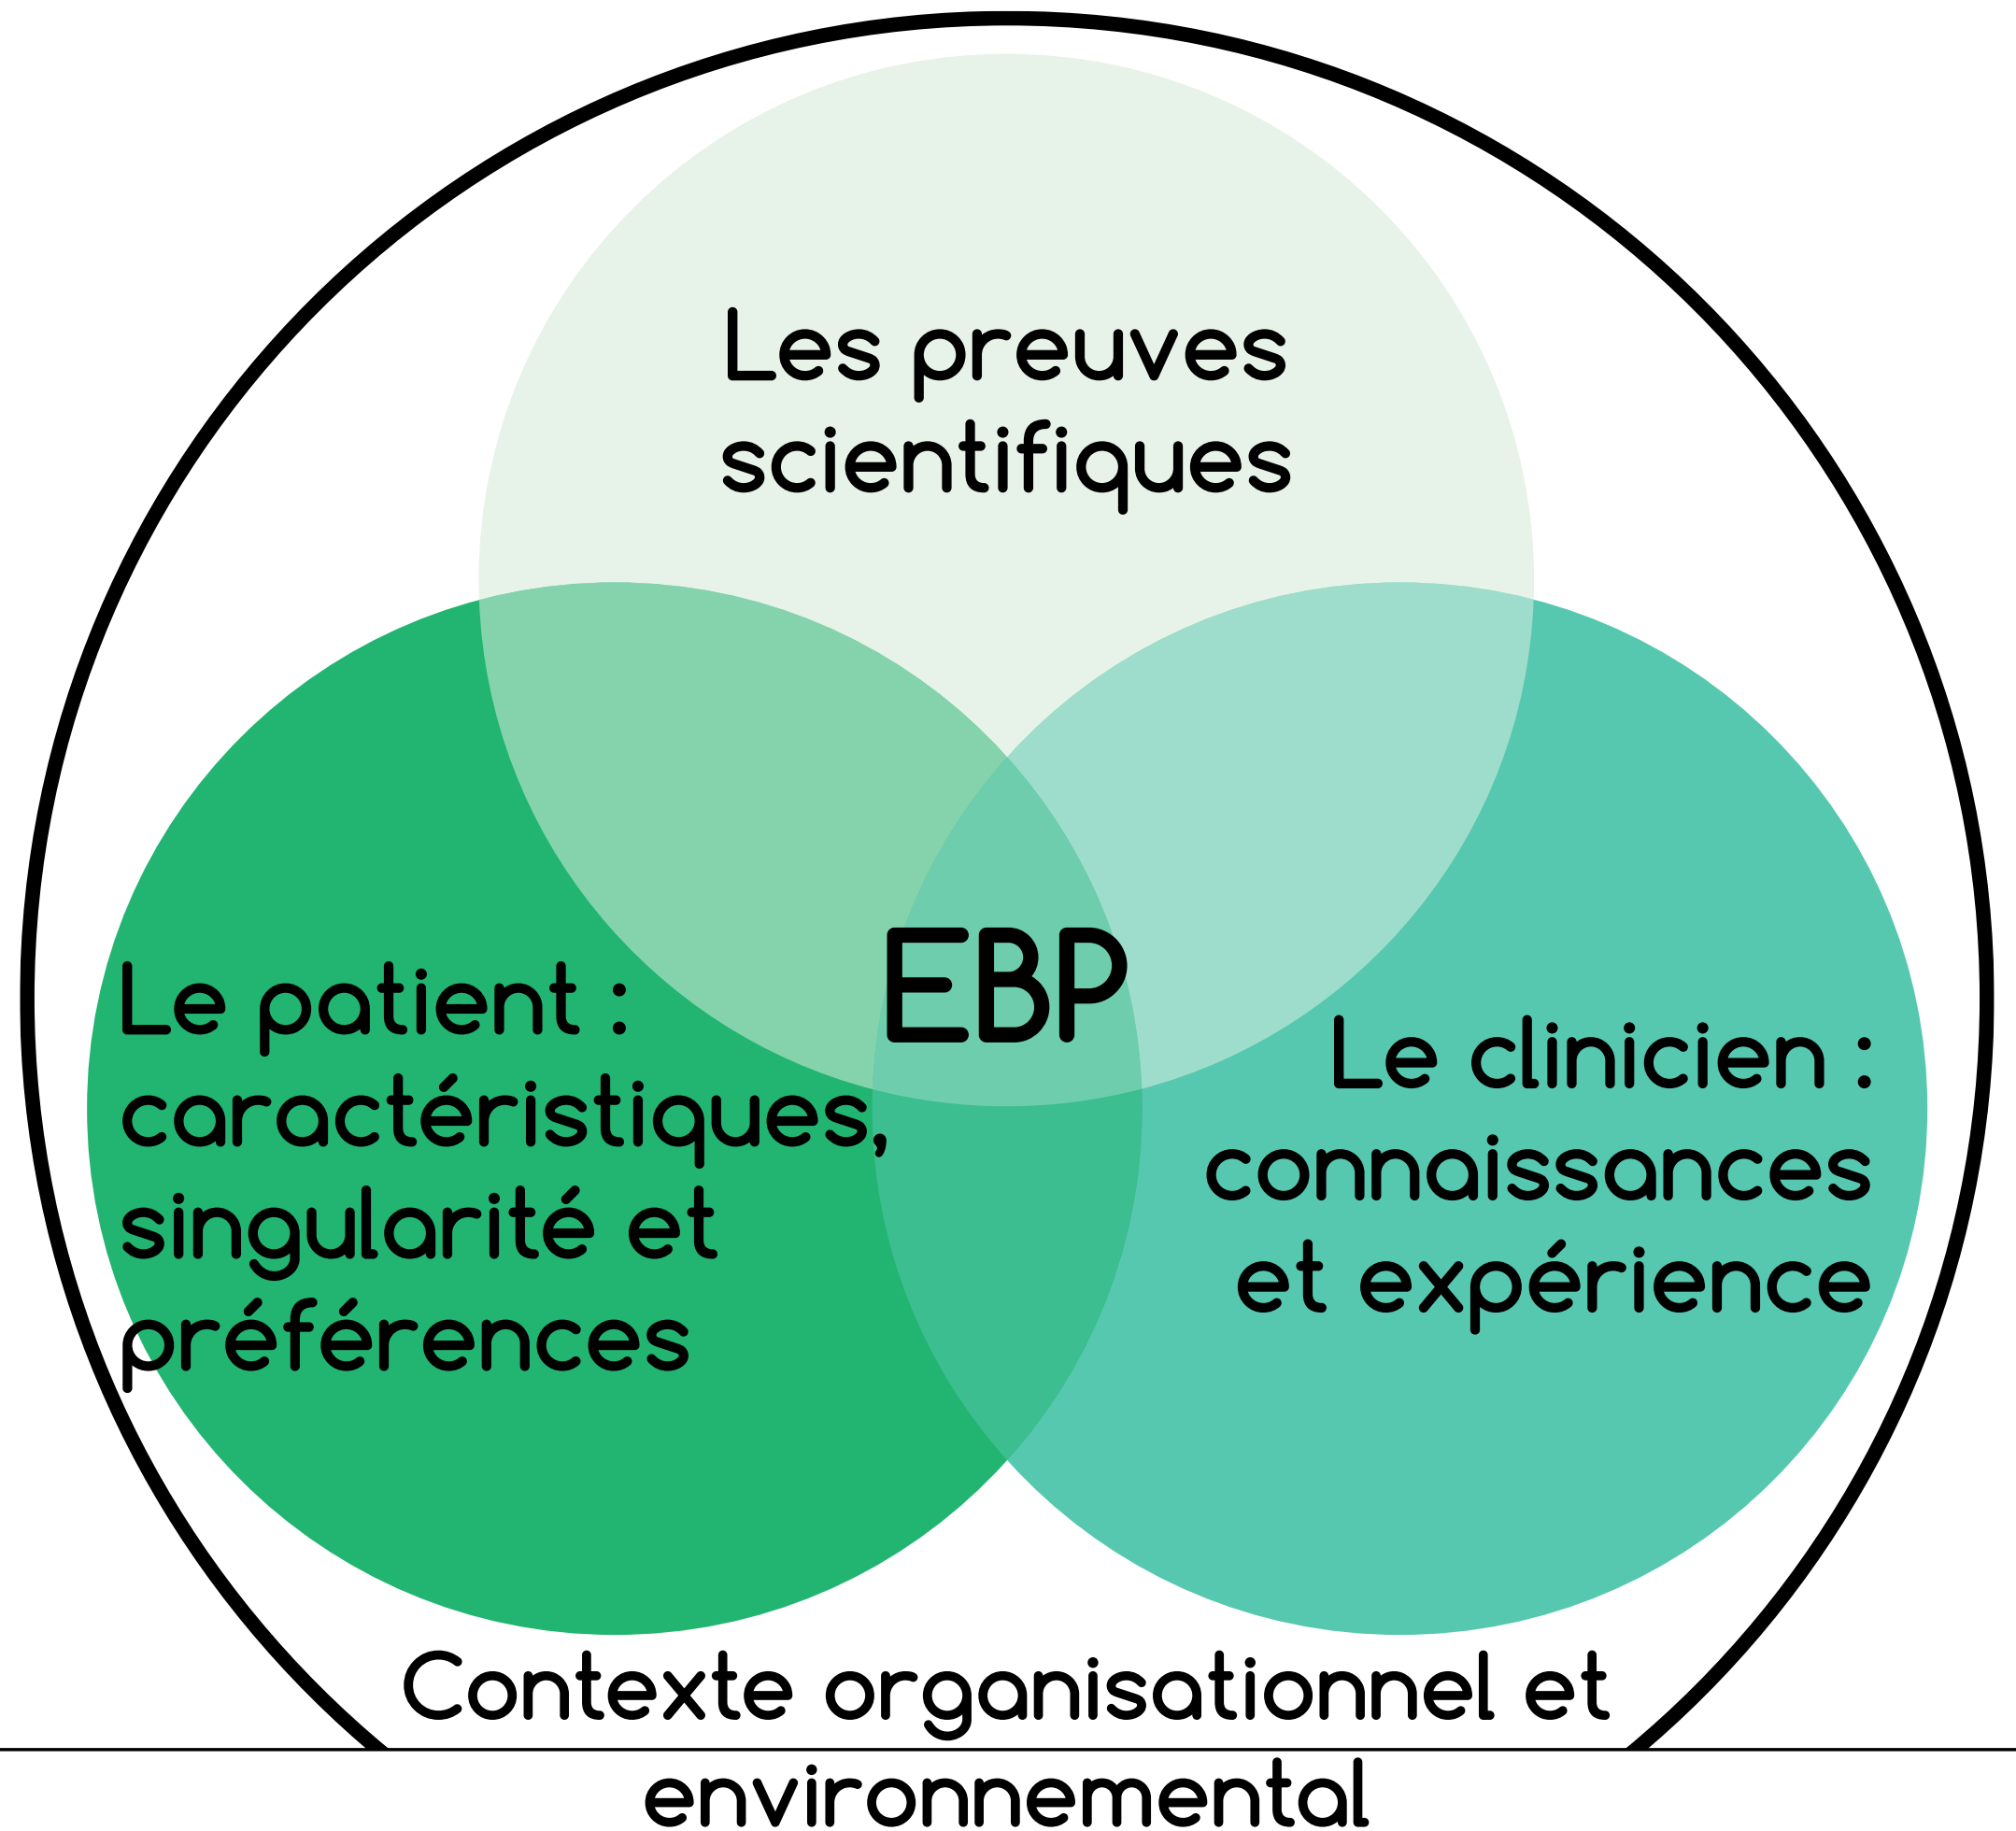 Les preuves
scientifiques
EBP
Le patient :
caractéristiques,
singularité et
préférences
Le clinicien :
connaissances
et expérience
Contexte organisationnel et
environnemental